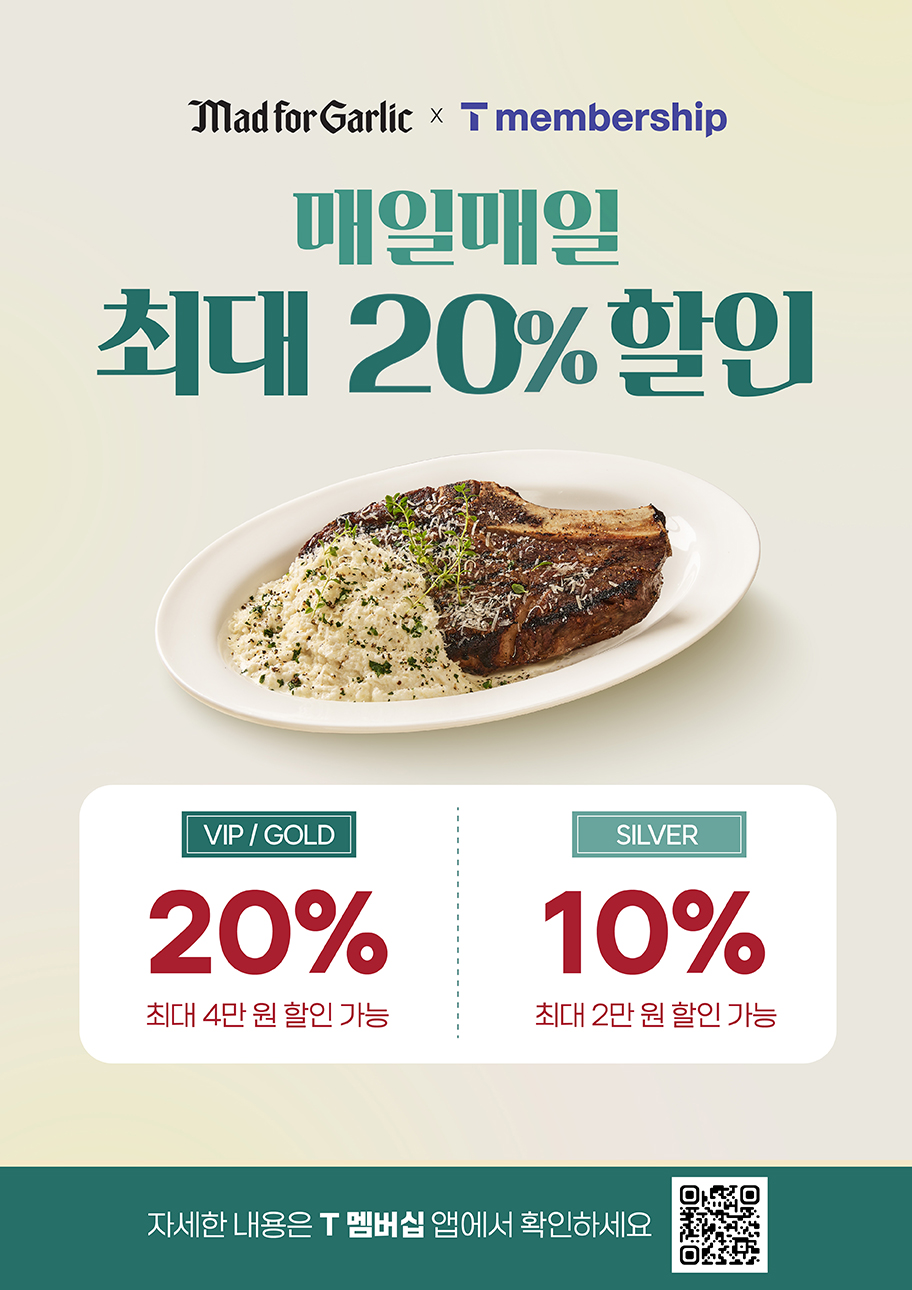 Mad for Garlic x T membership
매일매일
최대 20% 할인
VIP / GOLD
20%
최대 4만 원 할인 가능
SILVER
10%
최대 2만 원 할인 가능
자세한 내용은 T 멤버십 앱에서 확인하세요